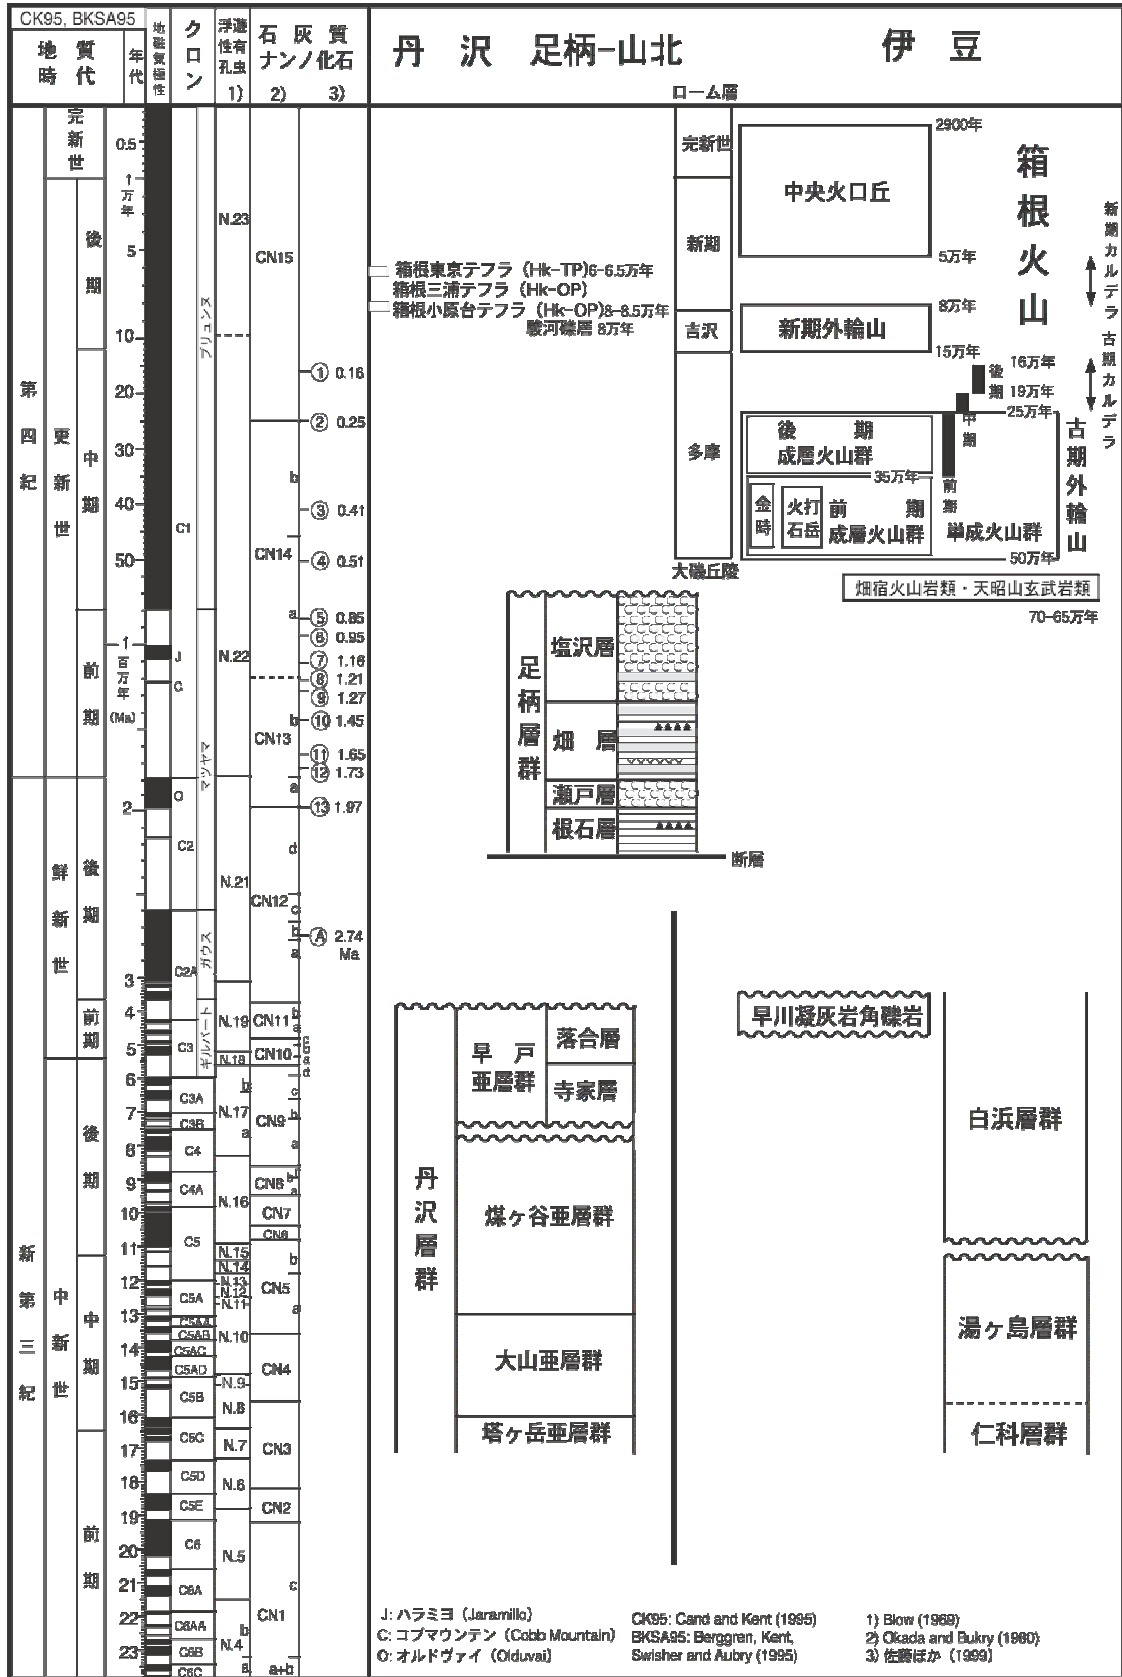 CK95, BKSA95
地質
時代
年代
地磁気極性
クロン
浮遊性有孔虫
1)
石灰質
ナンノ化石
2) 3)
丹沢 足柄-山北 伊豆
ローム層
第四紀
新第三紀
完新世
更新世
鮮新世
中新世
後期
中期
前期
後期
前期
後期
中期
前期
0.5
↑
万年
5
10
20
30
40
50
1
百万年
(Ma)
2
3
4
5
6
7
8
9
10
11
12
13
14
15
16
17
18
19
20
21
22
23
C1
J
C
O
C2
C2A
C3
C3A
C3B
C4
C4A
C5
C5A
C5AA
C5AB
C5AC
C5AD
C5B
C5C
C5D
C5E
C6
C6A
C6AA
C6B
C6C
ブリュンヌ
マツヤマ
ガウス
ギルバート
N.23
N.22
N.21
N.19
N.18
b
N.17
a
N.16
N.15
N.14
N.13
N.12
N.11
N.10
N.9
N.8
N.7
N.6
N.5
b
N.4
a
CN15
b
CN14
a
b
CN13
a
d
CN12
c
b
a
CN11
b
a
CN10
CN9
c
b
a
CN8
b
a
CN7
CN6
b
CN5
a
CN4
CN3
CN2
c
CN1
a+b
① 0.16
② 0.25
③ 0.41
④ 0.51
⑤ 0.85
⑥ 0.95
⑦ 1.16
⑧ 1.21
⑨ 1.27
⑩ 1.45
⑪ 1.65
⑫ 1.73
⑬ 1.97
Ⓐ 2.74
Ma
箱根東京テフラ (Hk-TP)6-6.5万年
箱根三浦テフラ (Hk-OP)
箱根小原台テフラ (Hk-OP)8-8.5万年
駿河礫層 8万年
完新世
新期
吉沢
多摩
大磯丘陵
中央火口丘
2900年
5万年
新期外輪山
8万年
15万年
箱根火山
新期カルデラ
古期カルデラ
16万年
後期
19万年
25万年
中期
前期
後期
成層火山群
35万年
金時
火打
石岳
前期
成層火山群
単成火山群
50万年
古期外輪山
畑宿火山岩類・天昭山玄武岩類
70-65万年
足柄層群
塩沢層
畑層
瀬戸層
根石層
断層
丹沢層群
早戸
亜層群
落合層
寺家層
煤ヶ谷亜層群
大山亜層群
塔ヶ岳亜層群
早川凝灰岩角礫岩
白浜層群
湯ヶ島層群
仁科層群
J: ハラミヨ (Jaramillo)
C: コブマウンテン (Cobb Mountain)
O: オルドヴァイ (Olduvai)
CK95: Cand and Kent (1995)
BKSA95: Berggren, Kent,
Swisher and Aubry (1995)
1) Blow (1969)
2) Okada and Bukry (1980)
3) 佐藤ほか (1999)